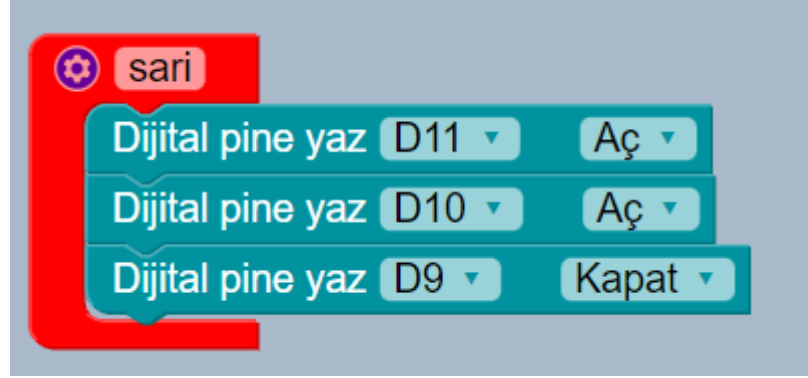 sari
Dijital pine yaz D11 Aç
Dijital pine yaz D10 Aç
Dijital pine yaz D9 Kapat